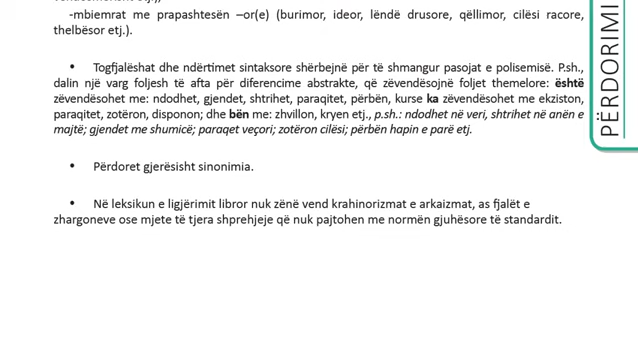 -mbiemrat me prapashtesën –or(e) (burimor, ideor, lëndë drusore, qëllimor, cilësi racore,
thelbësor etj.).
• Togfjalëshat dhe ndërtimet sintaksore shërbejnë për të shmangur pasojat e polisemisë. P.sh.,
dalin një varg foljesh të afta për diferencime abstrakte, që zëvendësojnë foljet themelore: është
zëvendësohet me: ndodhet, gjendet, shtrihet, paraqitet, përbën, kurse ka zëvendësohet me ekziston,
paraqitet, zotëron, disponon; dhe bën me: zhvillon, kryen etj., p.sh.: ndodhet në veri, shtrihet në anën e
majtë; gjendet me shumicë; paraqet veçori; zotëron cilësi; përbën hapin e parë etj.
• Përdoret gjerësisht sinonimia.
• Në leksikun e ligjërimit libror nuk zënë vend krahinorizmat e arkaizmat, as fjalët e
zhargoneve ose mjete të tjera shprehjeje që nuk pajtohen me normën gjuhësore të standardit.
PËRDORIMI